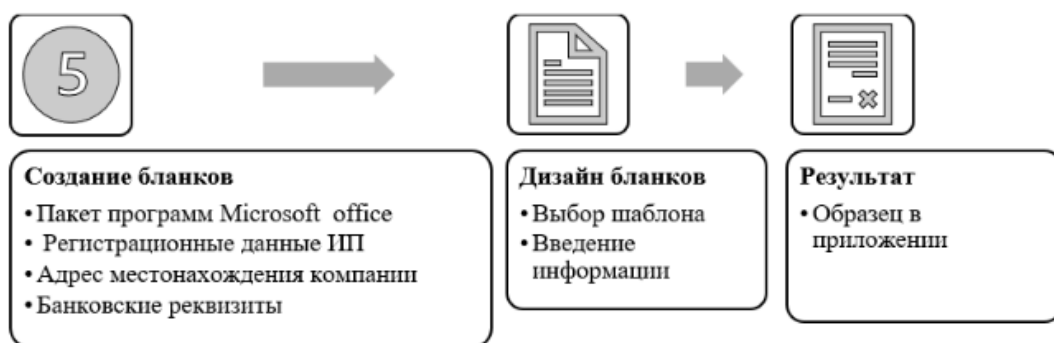 5
Создание бланков
• Пакет программ Microsoft office
• Регистрационные данные ИП
• Адрес местонахождения компании
• Банковские реквизиты
Дизайн бланков
• Выбор шаблона
• Введение
информации
Результат
• Образец в
приложении